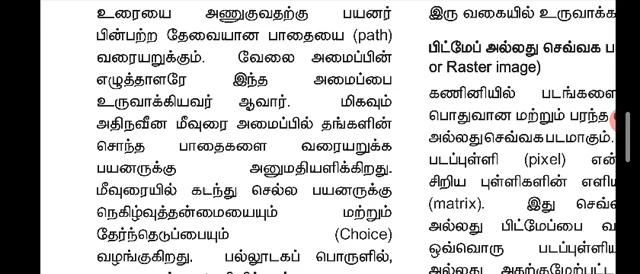 உரையை அணுகுவதற்கு பயனர்
பின்பற்ற தேவையான பாதையை (path)
வரையறுக்கும். வேலை அமைப்பின்
எழுத்தாளரே இந்த அமைப்பை
உருவாக்கியவர் ஆவார். மிகவும்
அதிநவீன மீவுரை அமைப்பில் தங்களின்
சொந்த பாதைகளை வரையறுக்க
பயனருக்கு அனுமதியளிக்கிறது.
மீவுரையில் கடந்து செல்ல பயனருக்கு
நெகிழ்வுத்தன்மையையும் மற்றும்
தேர்ந்தெடுப்பையும் (Choice)
வழங்குகிறது. பல்லூடகப் பொருளில்,
இரு வகையில் உருவாக்க
பிட்மேப் அல்லது செவ்வக ப
or Raster image)
கணினியில் படங்களை
பொதுவான மற்றும் பரந்த
அல்லதுசெவ்வகபடமாகும்.
படப்புள்ளி (pixel) என்
சிறிய புள்ளிகளின் எளிய
(matrix). இது செவ்
அல்லது பிட்மேப்பை வ
ஒவ்வொரு படப்புள்ளிய